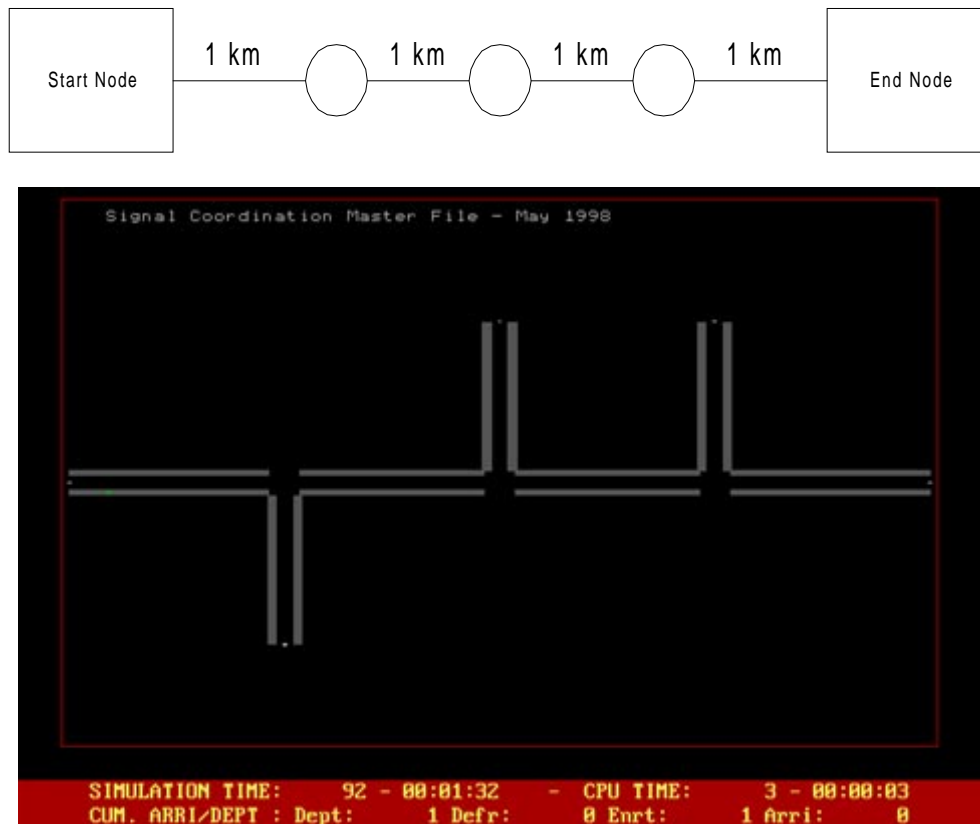 1 km 1 km 1 km 1 km
Start Node End Node
Signal Coordination Master File - May 1998
SIMULATION TIME: 92 - 00:01:32 - CPU TIME: 3 - 00:00:03
CUM. ARRI/DEPT : Dept: 1 Defr: 0 Enrt: 1 Arri: 0